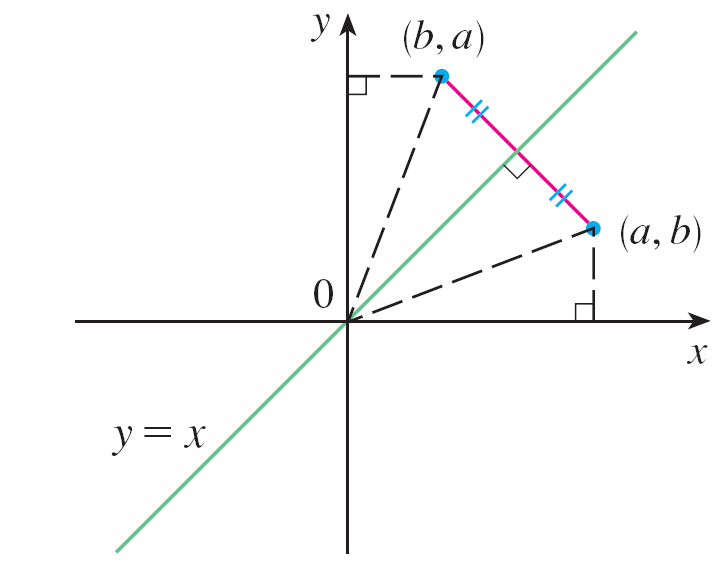 y
(b, a)
(a, b)
0
x
y = x